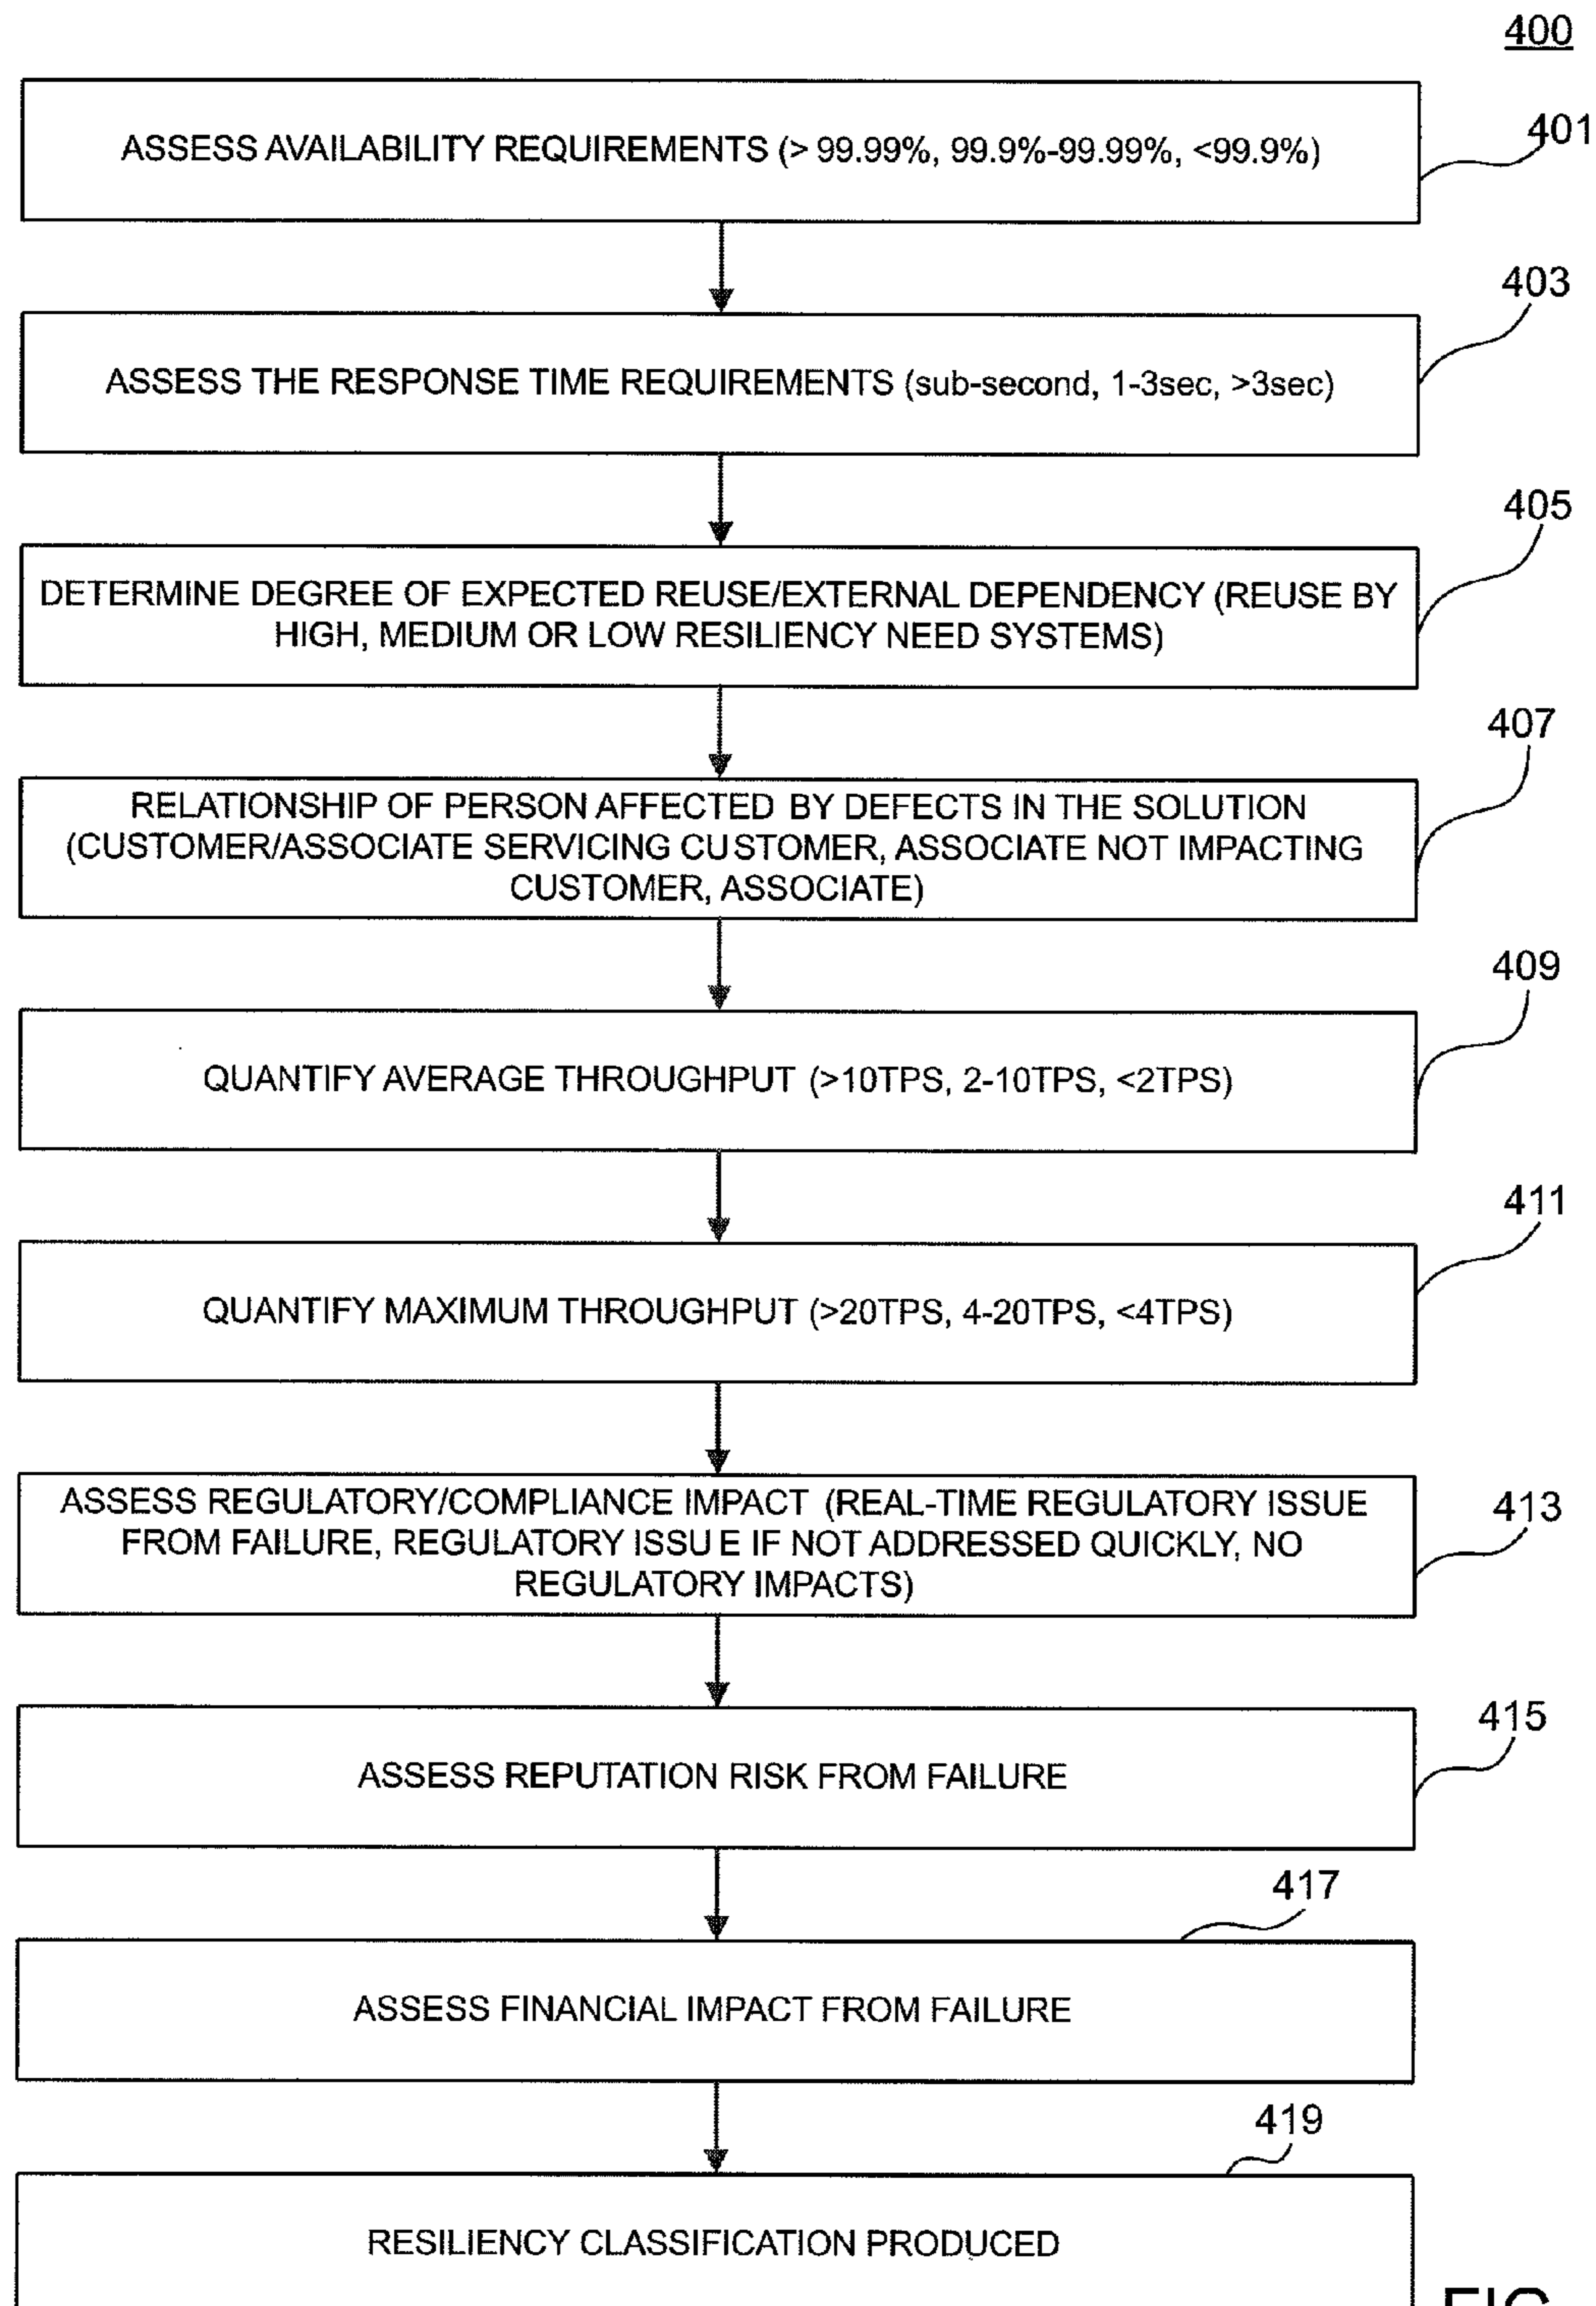 400
ASSESS AVAILABILITY REQUIREMENTS (> 99.99%, 99.9%-99.99%, <99.9%)
401
403
ASSESS THE RESPONSE TIME REQUIREMENTS (sub-second, 1-3sec, >3sec)
405
DETERMINE DEGREE OF EXPECTED REUSE/EXTERNAL DEPENDENCY (REUSE BY
HIGH, MEDIUM OR LOW RESILIENCY NEED SYSTEMS)
407
RELATIONSHIP OF PERSON AFFECTED BY DEFECTS IN THE SOLUTION
(CUSTOMER/ASSOCIATE SERVICING CUSTOMER, ASSOCIATE NOT IMPACTING
CUSTOMER, ASSOCIATE)
409
QUANTIFY AVERAGE THROUGHPUT (>10TPS, 2-10TPS, <2TPS)
411
QUANTIFY MAXIMUM THROUGHPUT (>20TPS, 4-20TPS, <4TPS)
413
ASSESS REGULATORY/COMPLIANCE IMPACT (REAL-TIME REGULATORY ISSUE
FROM FAILURE, REGULATORY ISSUE IF NOT ADDRESSED QUICKLY, NO
REGULATORY IMPACTS)
415
ASSESS REPUTATION RISK FROM FAILURE
417
ASSESS FINANCIAL IMPACT FROM FAILURE
419
RESILIENCY CLASSIFICATION PRODUCED
FIG